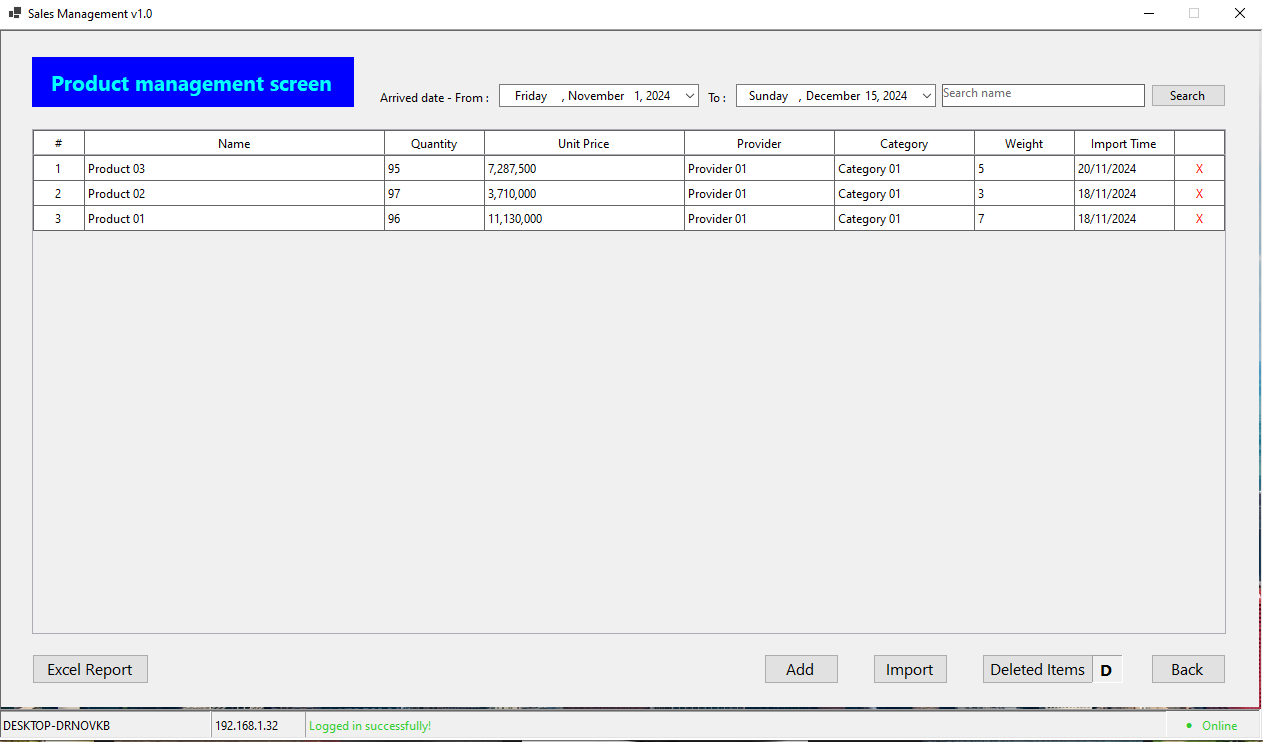 Sales Management v1.0
Product management screen
Arrived date - From : Friday , November 1, 2024 To : Sunday , December 15, 2024 Search name Search
# Name Quantity Unit Price Provider Category Weight Import Time
1 Product 03 95 7,287,500 Provider 01 Category 01 5 20/11/2024 X
2 Product 02 97 3,710,000 Provider 01 Category 01 3 18/11/2024 X
3 Product 01 96 11,130,000 Provider 01 Category 01 7 18/11/2024 X
Excel Report Add Import Deleted Items D Back
DESKTOP-DRNOVKB 192.168.1.32 Logged in successfully! • Online